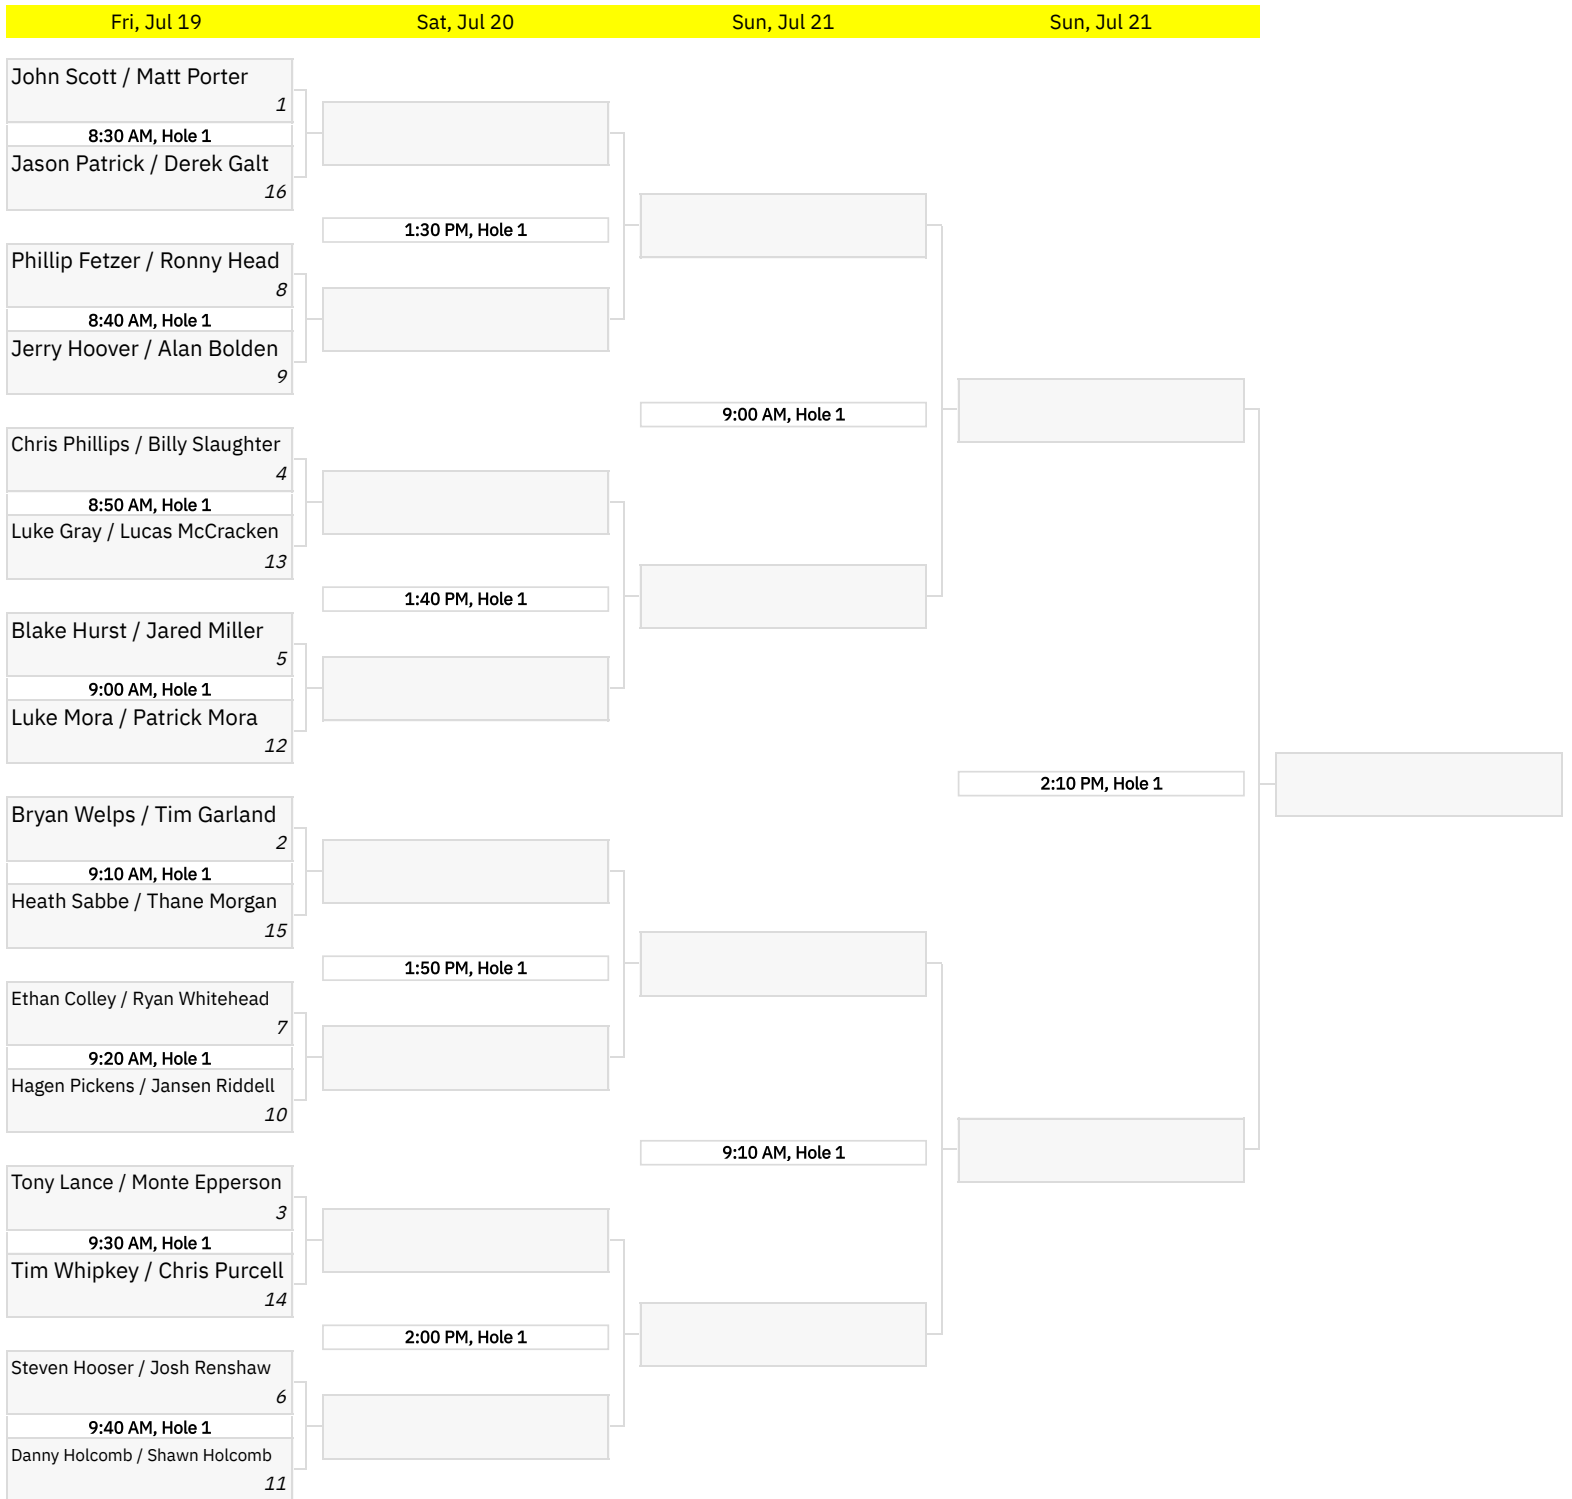 Fri, Jul 19
Sat, Jul 20
Sun, Jul 21
Sun, Jul 21
John Scott / Matt Porter
1
8:30 AM, Hole 1
Jason Patrick / Derek Galt
16
Phillip Fetzer / Ronny Head
8
8:40 AM, Hole 1
Jerry Hoover / Alan Bolden
9
Chris Phillips / Billy Slaughter
4
8:50 AM, Hole 1
Luke Gray / Lucas McCracken
13
Blake Hurst / Jared Miller
5
9:00 AM, Hole 1
Luke Mora / Patrick Mora
12
Bryan Welps / Tim Garland
2
9:10 AM, Hole 1
Heath Sabbe / Thane Morgan
15
Ethan Colley / Ryan Whitehead
7
9:20 AM, Hole 1
Hagen Pickens / Jansen Riddell
10
Tony Lance / Monte Epperson
3
9:30 AM, Hole 1
Tim Whipkey / Chris Purcell
14
Steven Hooser / Josh Renshaw
6
9:40 AM, Hole 1
Danny Holcomb / Shawn Holcomb
11
1:30 PM, Hole 1
1:40 PM, Hole 1
1:50 PM, Hole 1
2:00 PM, Hole 1
9:00 AM, Hole 1
9:10 AM, Hole 1
2:10 PM, Hole 1